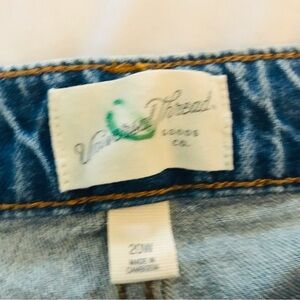 Universal Thread
GOODS
CO.
20W
MADE IN
CAMBODIA